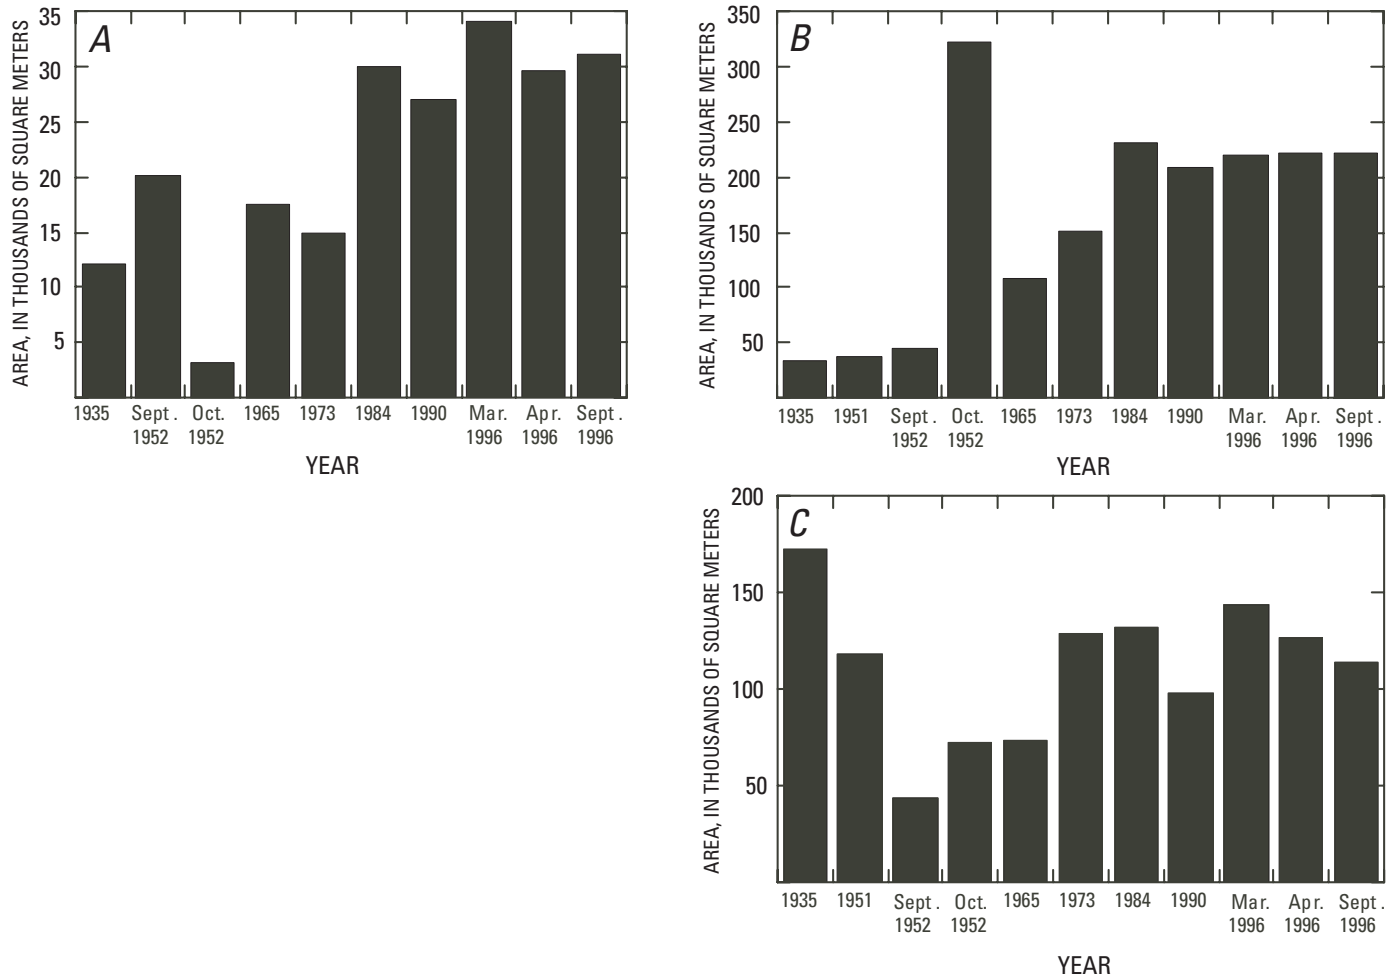 A
AREA, IN THOUSANDS OF SQUARE METERS
35
30
25
20
15
10
5
1935
Sept. 1952
Oct. 1952
1965
1973
1984
1990
Mar. 1996
Apr. 1996
Sept. 1996
YEAR
B
AREA, IN THOUSANDS OF SQUARE METERS
350
300
250
200
150
100
50
1935
1951
Sept. 1952
Oct. 1952
1965
1973
1984
1990
Mar. 1996
Apr. 1996
Sept. 1996
YEAR
C
AREA, IN THOUSANDS OF SQUARE METERS
200
150
100
50
1935
1951
Sept. 1952
Oct. 1952
1965
1973
1984
1990
Mar. 1996
Apr. 1996
Sept. 1996
YEAR